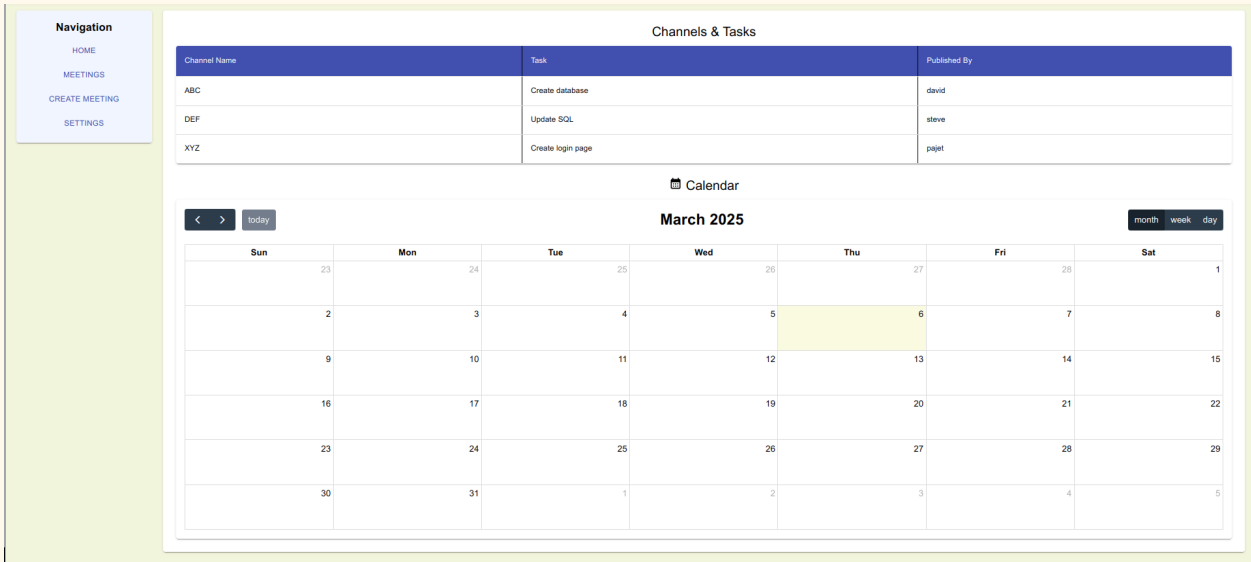 Navigation
HOME
MEETINGS
CREATE MEETING
SETTINGS
Channels & Tasks
Channel Name Task Published By
ABC Create database david
DEF Update SQL steve
XYZ Create login page pajet
Calendar
today March 2025 month week day
Sun Mon Tue Wed Thu Fri Sat
23 24 25 26 27 28 1
2 3 4 5 6 7 8
9 10 11 12 13 14 15
16 17 18 19 20 21 22
23 24 25 26 27 28 29
30 31 1 2 3 4 5